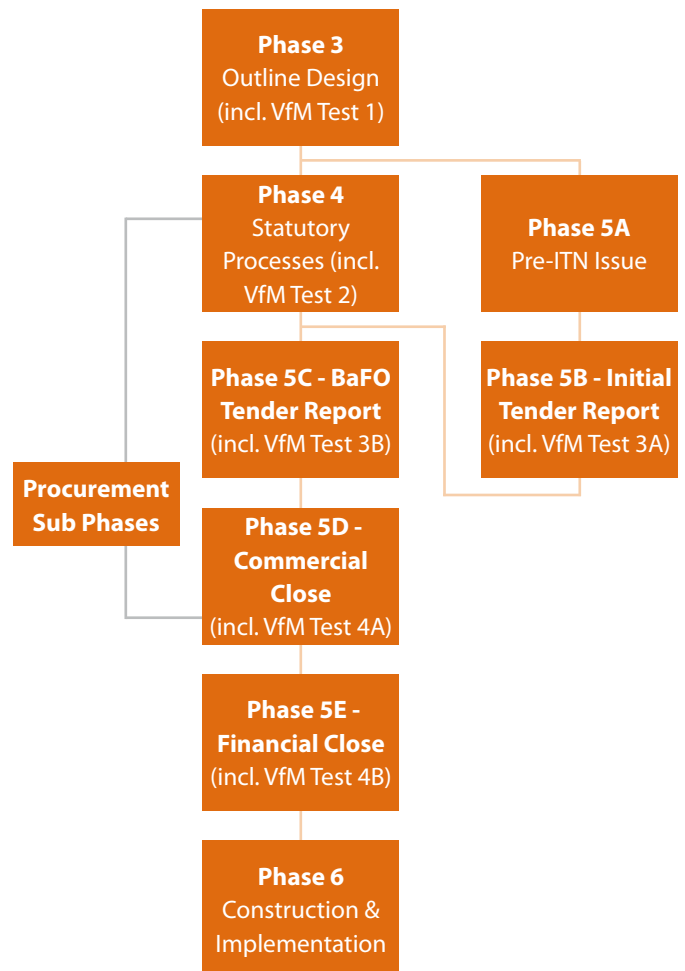 Phase 3
Outline Design
(incl. VfM Test 1)
Phase 4
Statutory
Processes (incl.
VfM Test 2)
Phase 5A
Pre-ITN Issue
Phase 5C - BaFO
Tender Report
(incl. VfM Test 3B)
Phase 5B - Initial
Tender Report
(incl. VfM Test 3A)
Procurement
Sub Phases
Phase 5D -
Commercial
Close
(incl. VfM Test 4A)
Phase 5E -
Financial Close
(incl. VfM Test 4B)
Phase 6
Construction &
Implementation